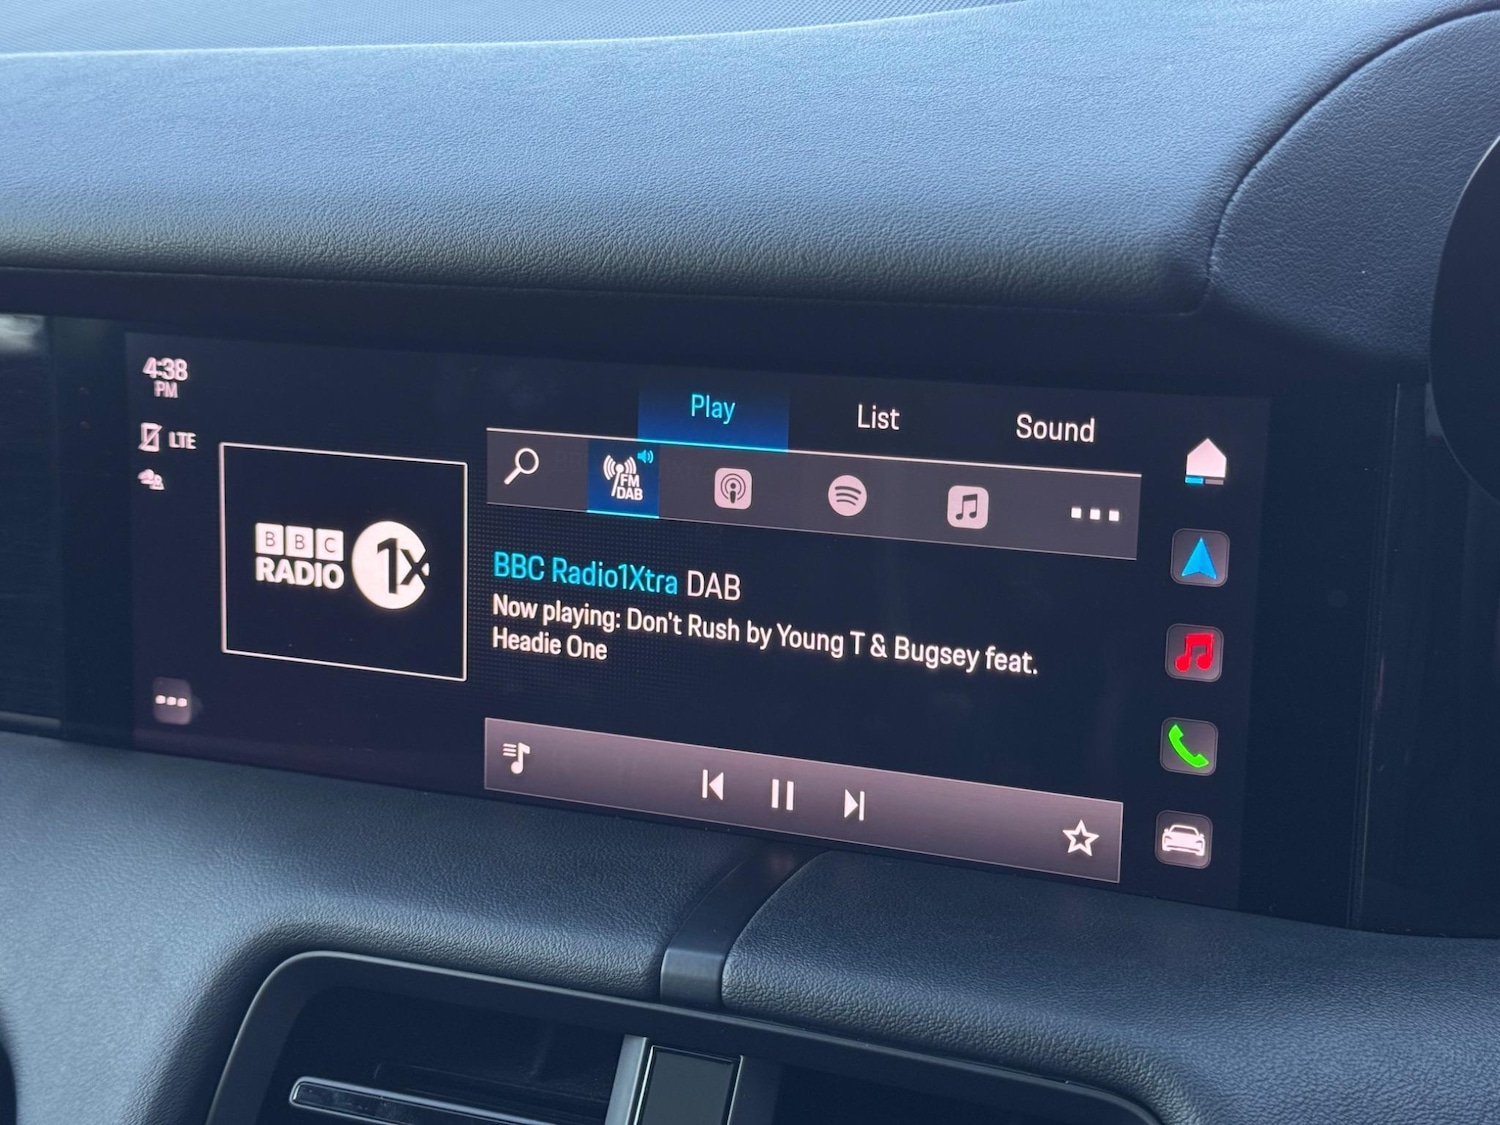 4:38
PM
LTE
BBC
RADIO 1X
Play
List
Sound
FM
DAB
BBC Radio1Xtra DAB
Now playing: Don't Rush by Young T & Bugsey feat.
Headie One